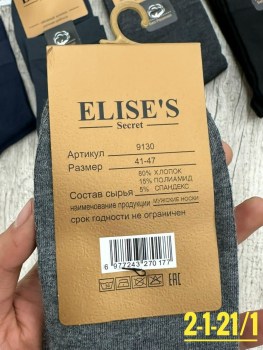 ELISE'S
Secret
Артикул 9130
Размер 41-47
80% ХЛОПОК
15% ПОЛИАМИД
Состав сырья 5% СПАНДЕКС
наименование продукции МУЖСКИЕ НОСКИ
срок годности не ограничен
6 977243 270177
EAC
2-1-21/1